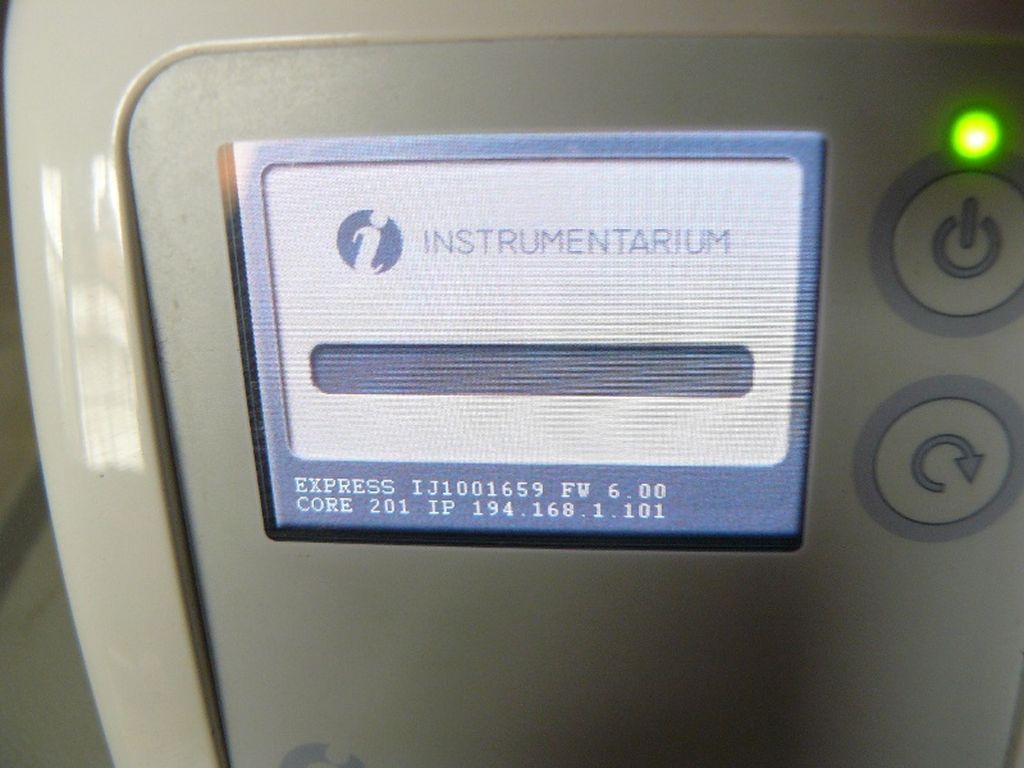 INSTRUMENTARIUM
EXPRESS IJ1001659 FW 6.00
CORE 201 IP 194.168.1.101